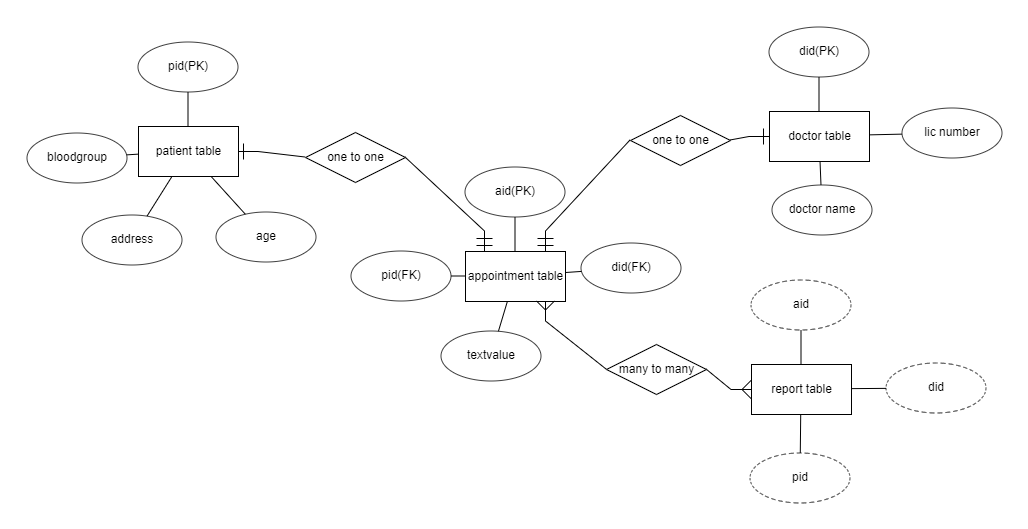 did(PK)
pid(PK)
lic number
doctor table
one to one
patient table
bloodgroup
one to one
aid(PK)
doctor name
address
age
did(FK)
pid(FK)
appointment table
aid
textvalue
many to many
report table
did
pid